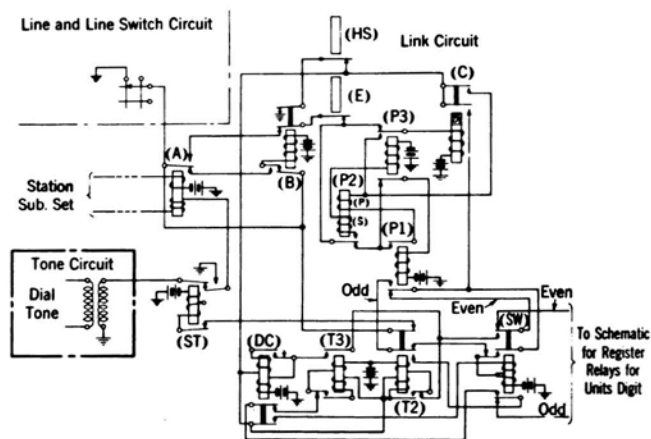 Line and Line Switch Circuit
(HS)
Link Circuit
(C)
(E)
(P3)
(A)
(B)
(P2)
(P)
(S)
(P1)
Station
Sub. Set
Tone Circuit
Dial
Tone
(ST)
Odd
Even
Even
(SW)
(DC)
(T3)
(T2)
Odd
To Schematic
for Register
Relays for
Units Digit